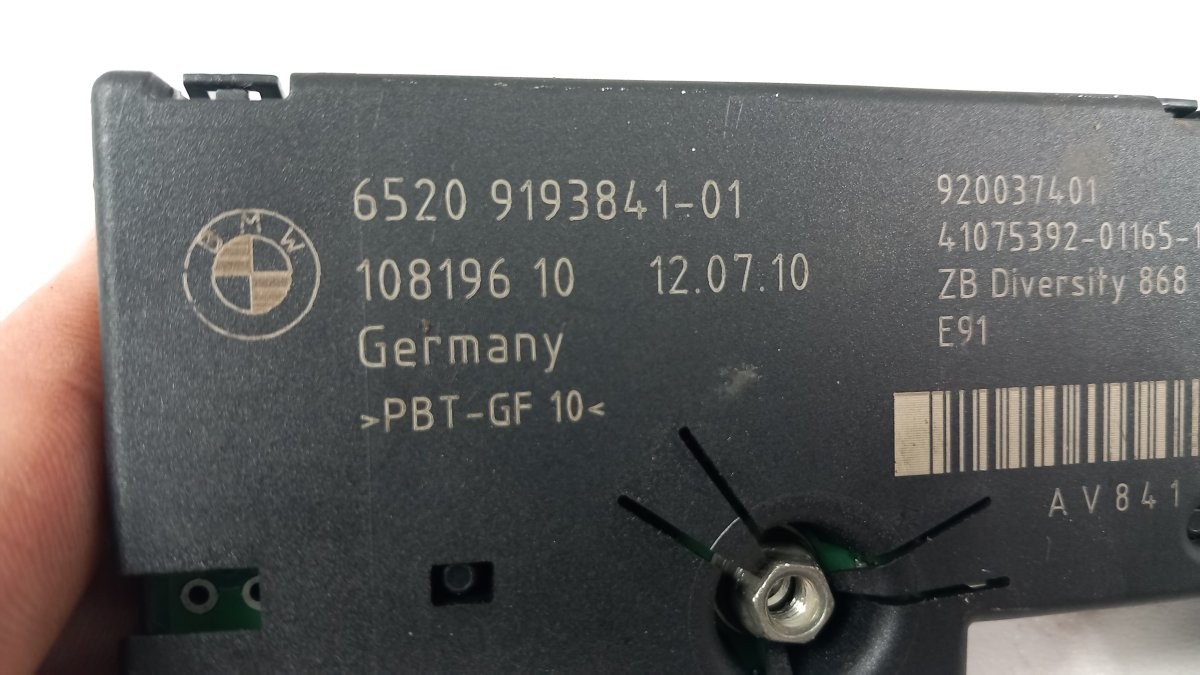 BMW
6520 9193841-01
108196 10 12.07.10
Germany
>PBT-GF 10<
920037401
41075392-01165-1
ZB Diversity 868
E91
AV841